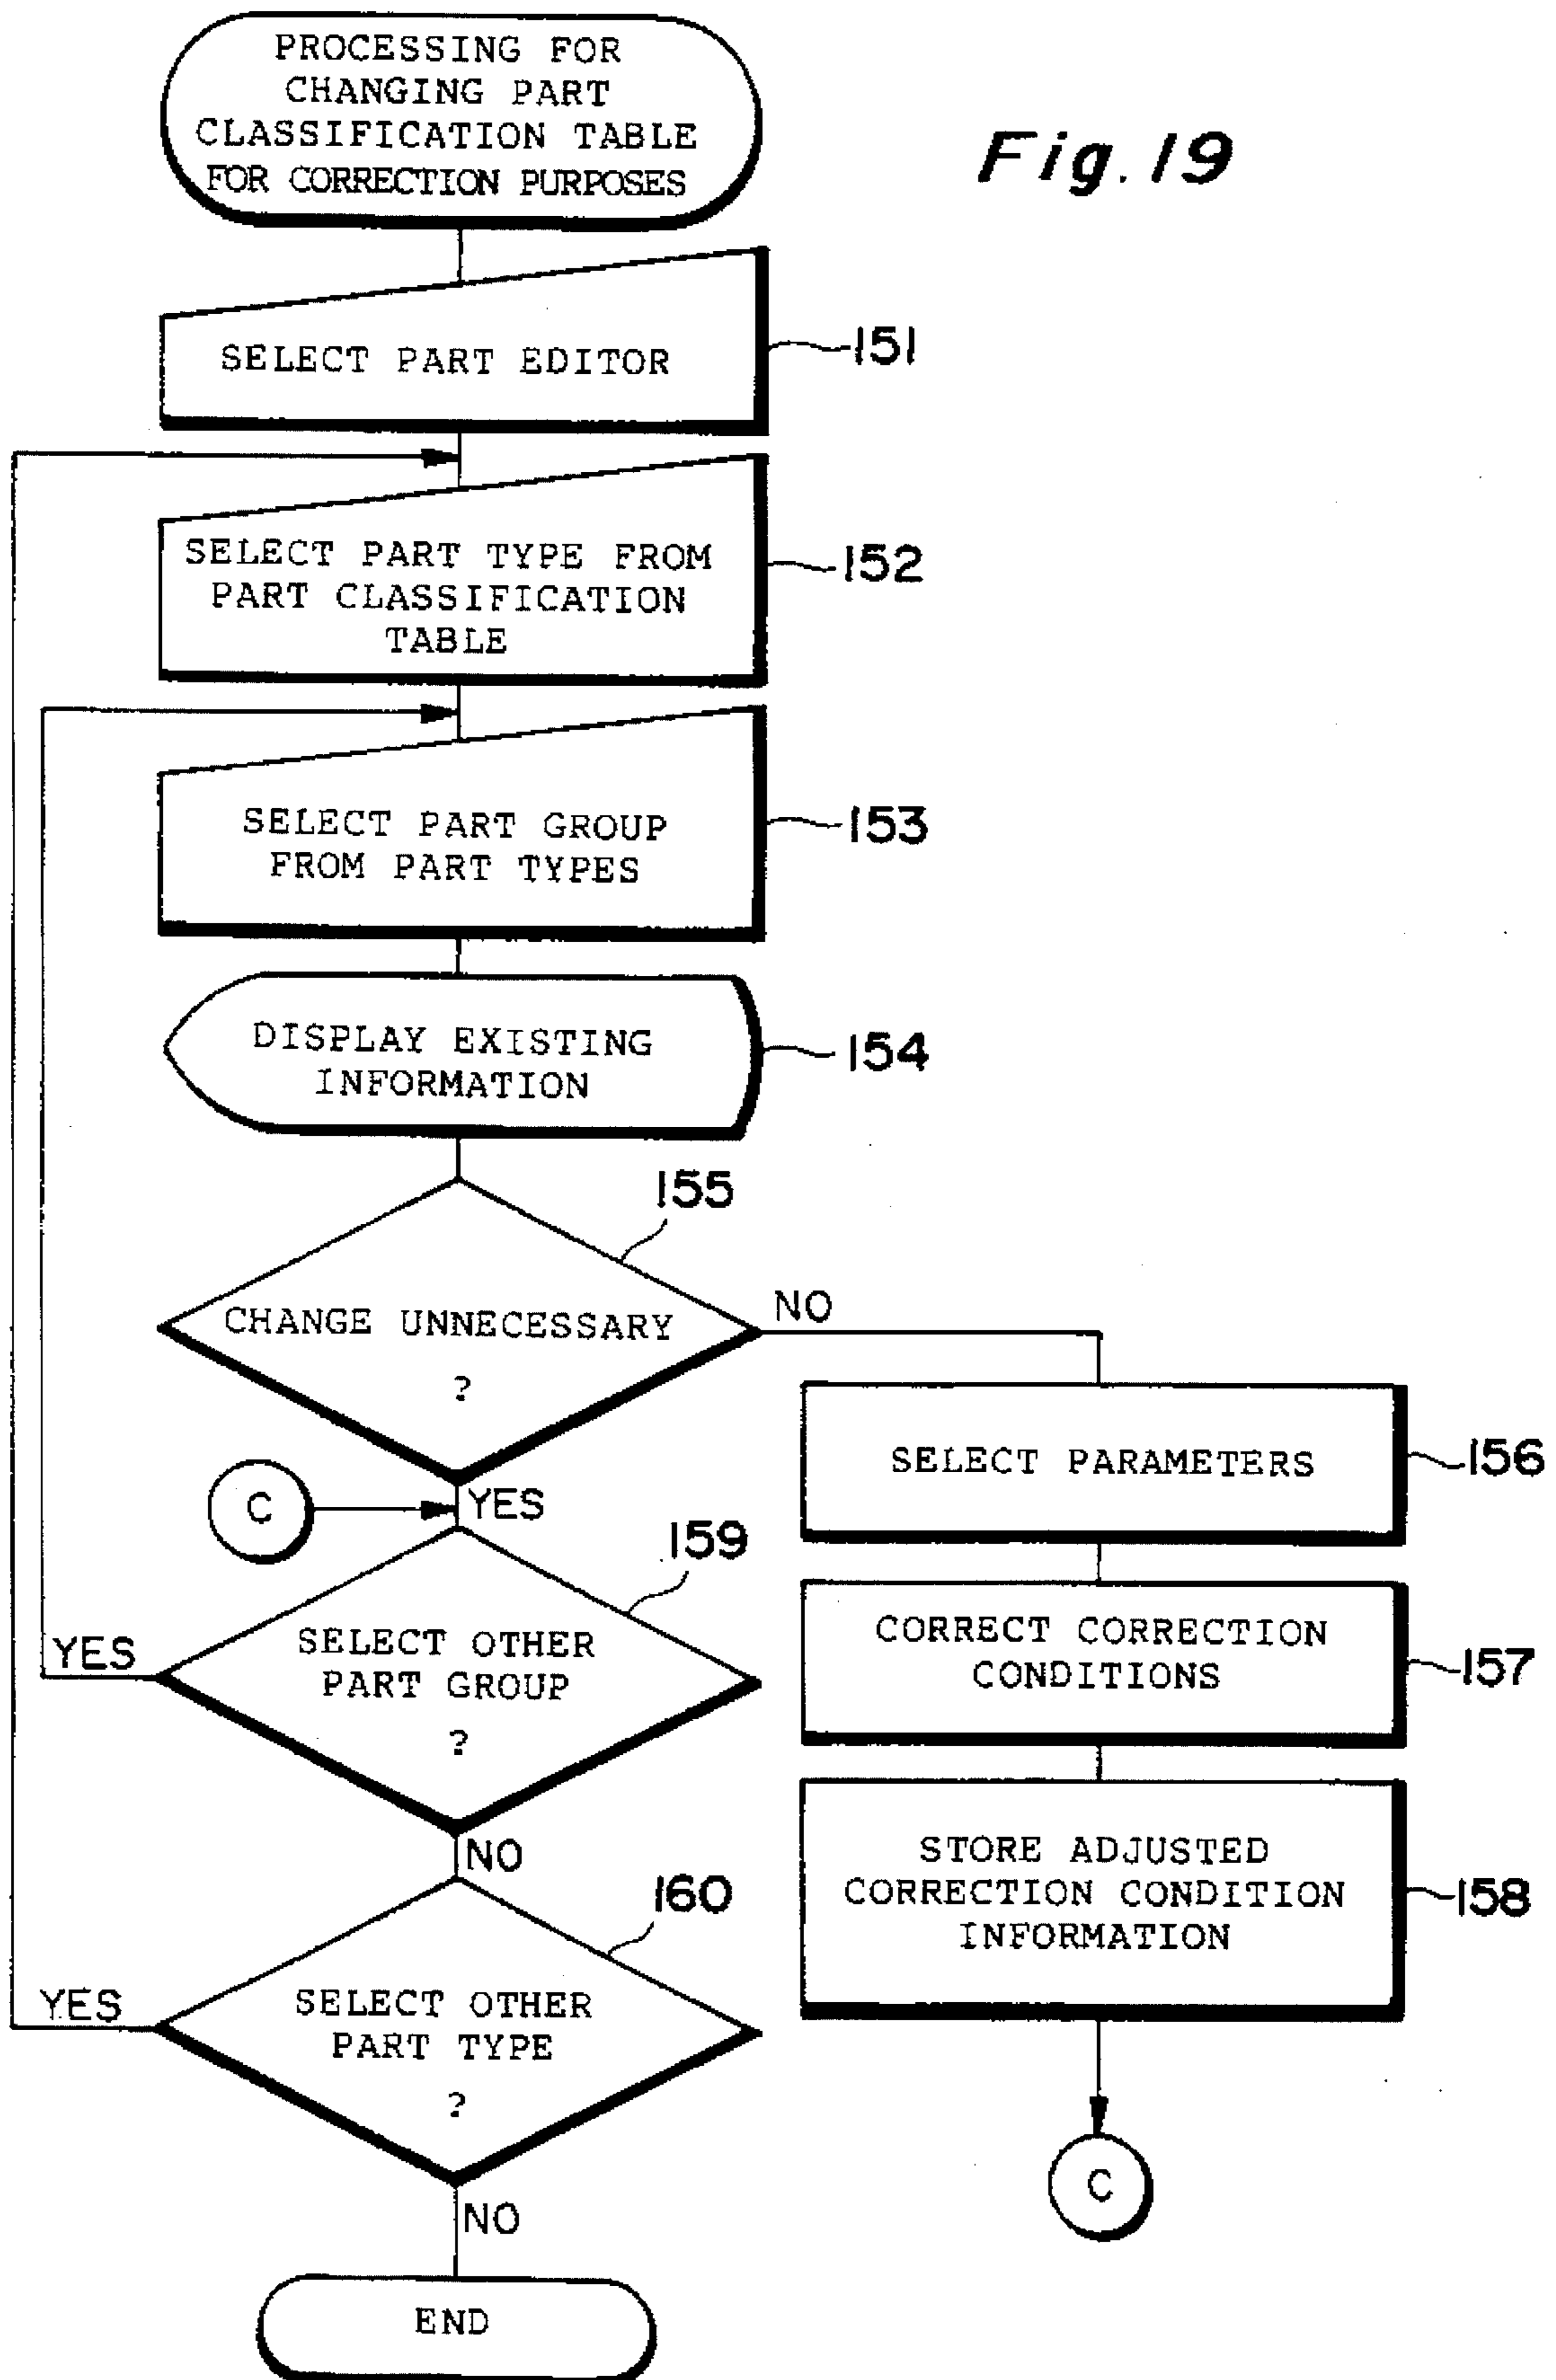 PROCESSING FOR
CHANGING PART
CLASSIFICATION TABLE
FOR CORRECTION PURPOSES
Fig. 19
SELECT PART EDITOR
151
SELECT PART TYPE FROM
PART CLASSIFICATION
TABLE
152
SELECT PART GROUP
FROM PART TYPES
153
DISPLAY EXISTING
INFORMATION
154
155
CHANGE UNNECESSARY
?
NO
YES
SELECT PARAMETERS
156
C
159
SELECT OTHER
PART GROUP
?
YES
NO
CORRECT CORRECTION
CONDITIONS
157
STORE ADJUSTED
CORRECTION CONDITION
INFORMATION
158
C
160
SELECT OTHER
PART TYPE
?
YES
NO
END